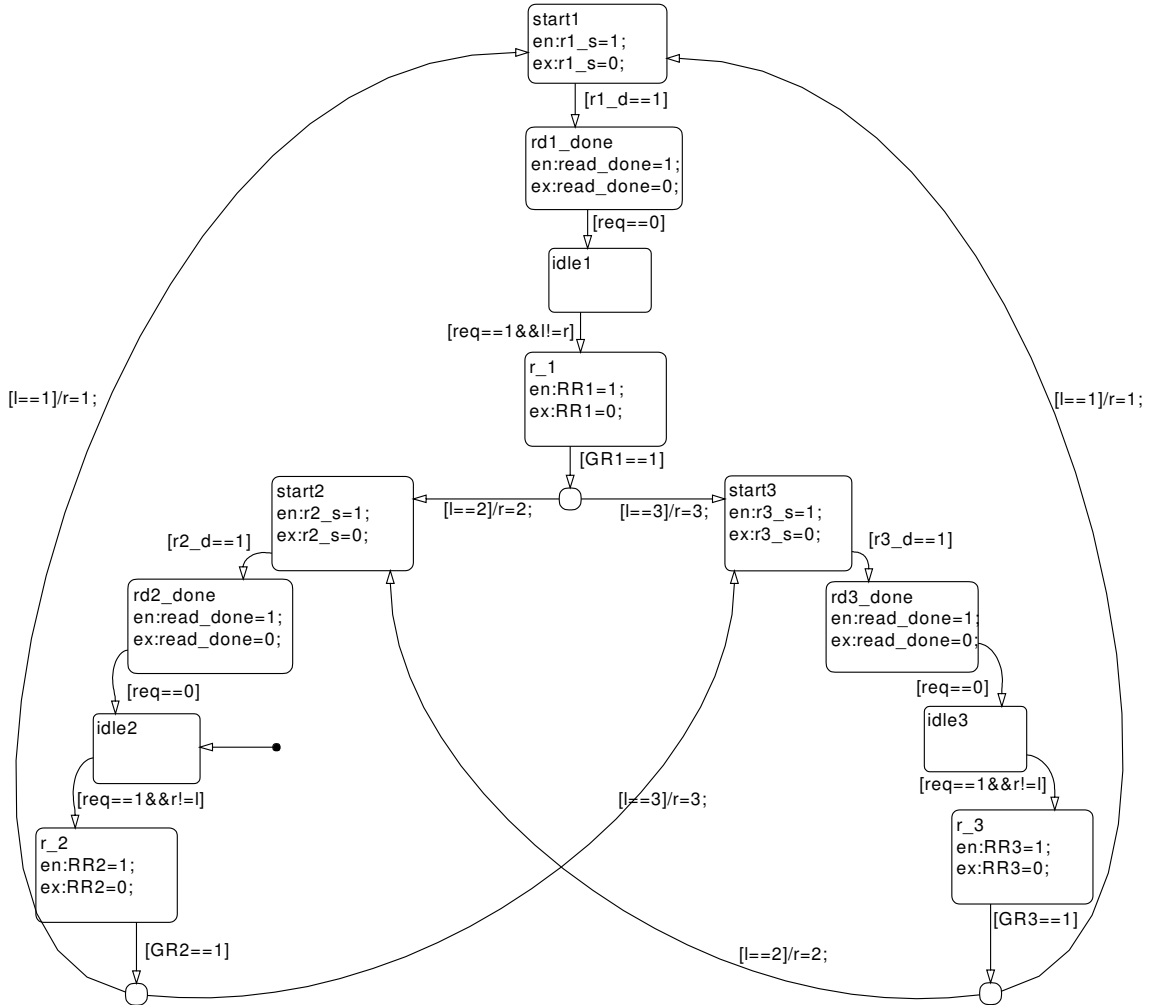 start1
en:r1_s=1;
ex:r1_s=0;
[r1_d==1]
rd1_done
en:read_done=1;
ex:read_done=0;
[req==0]
idle1
[req==1&&l!=r]
r_1
en:RR1=1;
ex:RR1=0;
[l==1]/r=1;
[l==1]/r=1;
[GR1==1]
start2
en:r2_s=1;
ex:r2_s=0;
[l==2]/r=2;
[l==3]/r=3;
start3
en:r3_s=1;
ex:r3_s=0;
[r2_d==1]
[r3_d==1]
rd2_done
en:read_done=1;
ex:read_done=0;
rd3_done
en:read_done=1;
ex:read_done=0;
[req==0]
[req==0]
idle2
idle3
[req==1&&r!=l]
[l==3]/r=3;
[req==1&&r!=l]
r_2
en:RR2=1;
ex:RR2=0;
r_3
en:RR3=1;
ex:RR3=0;
[GR2==1]
[l==2]/r=2;
[GR3==1]